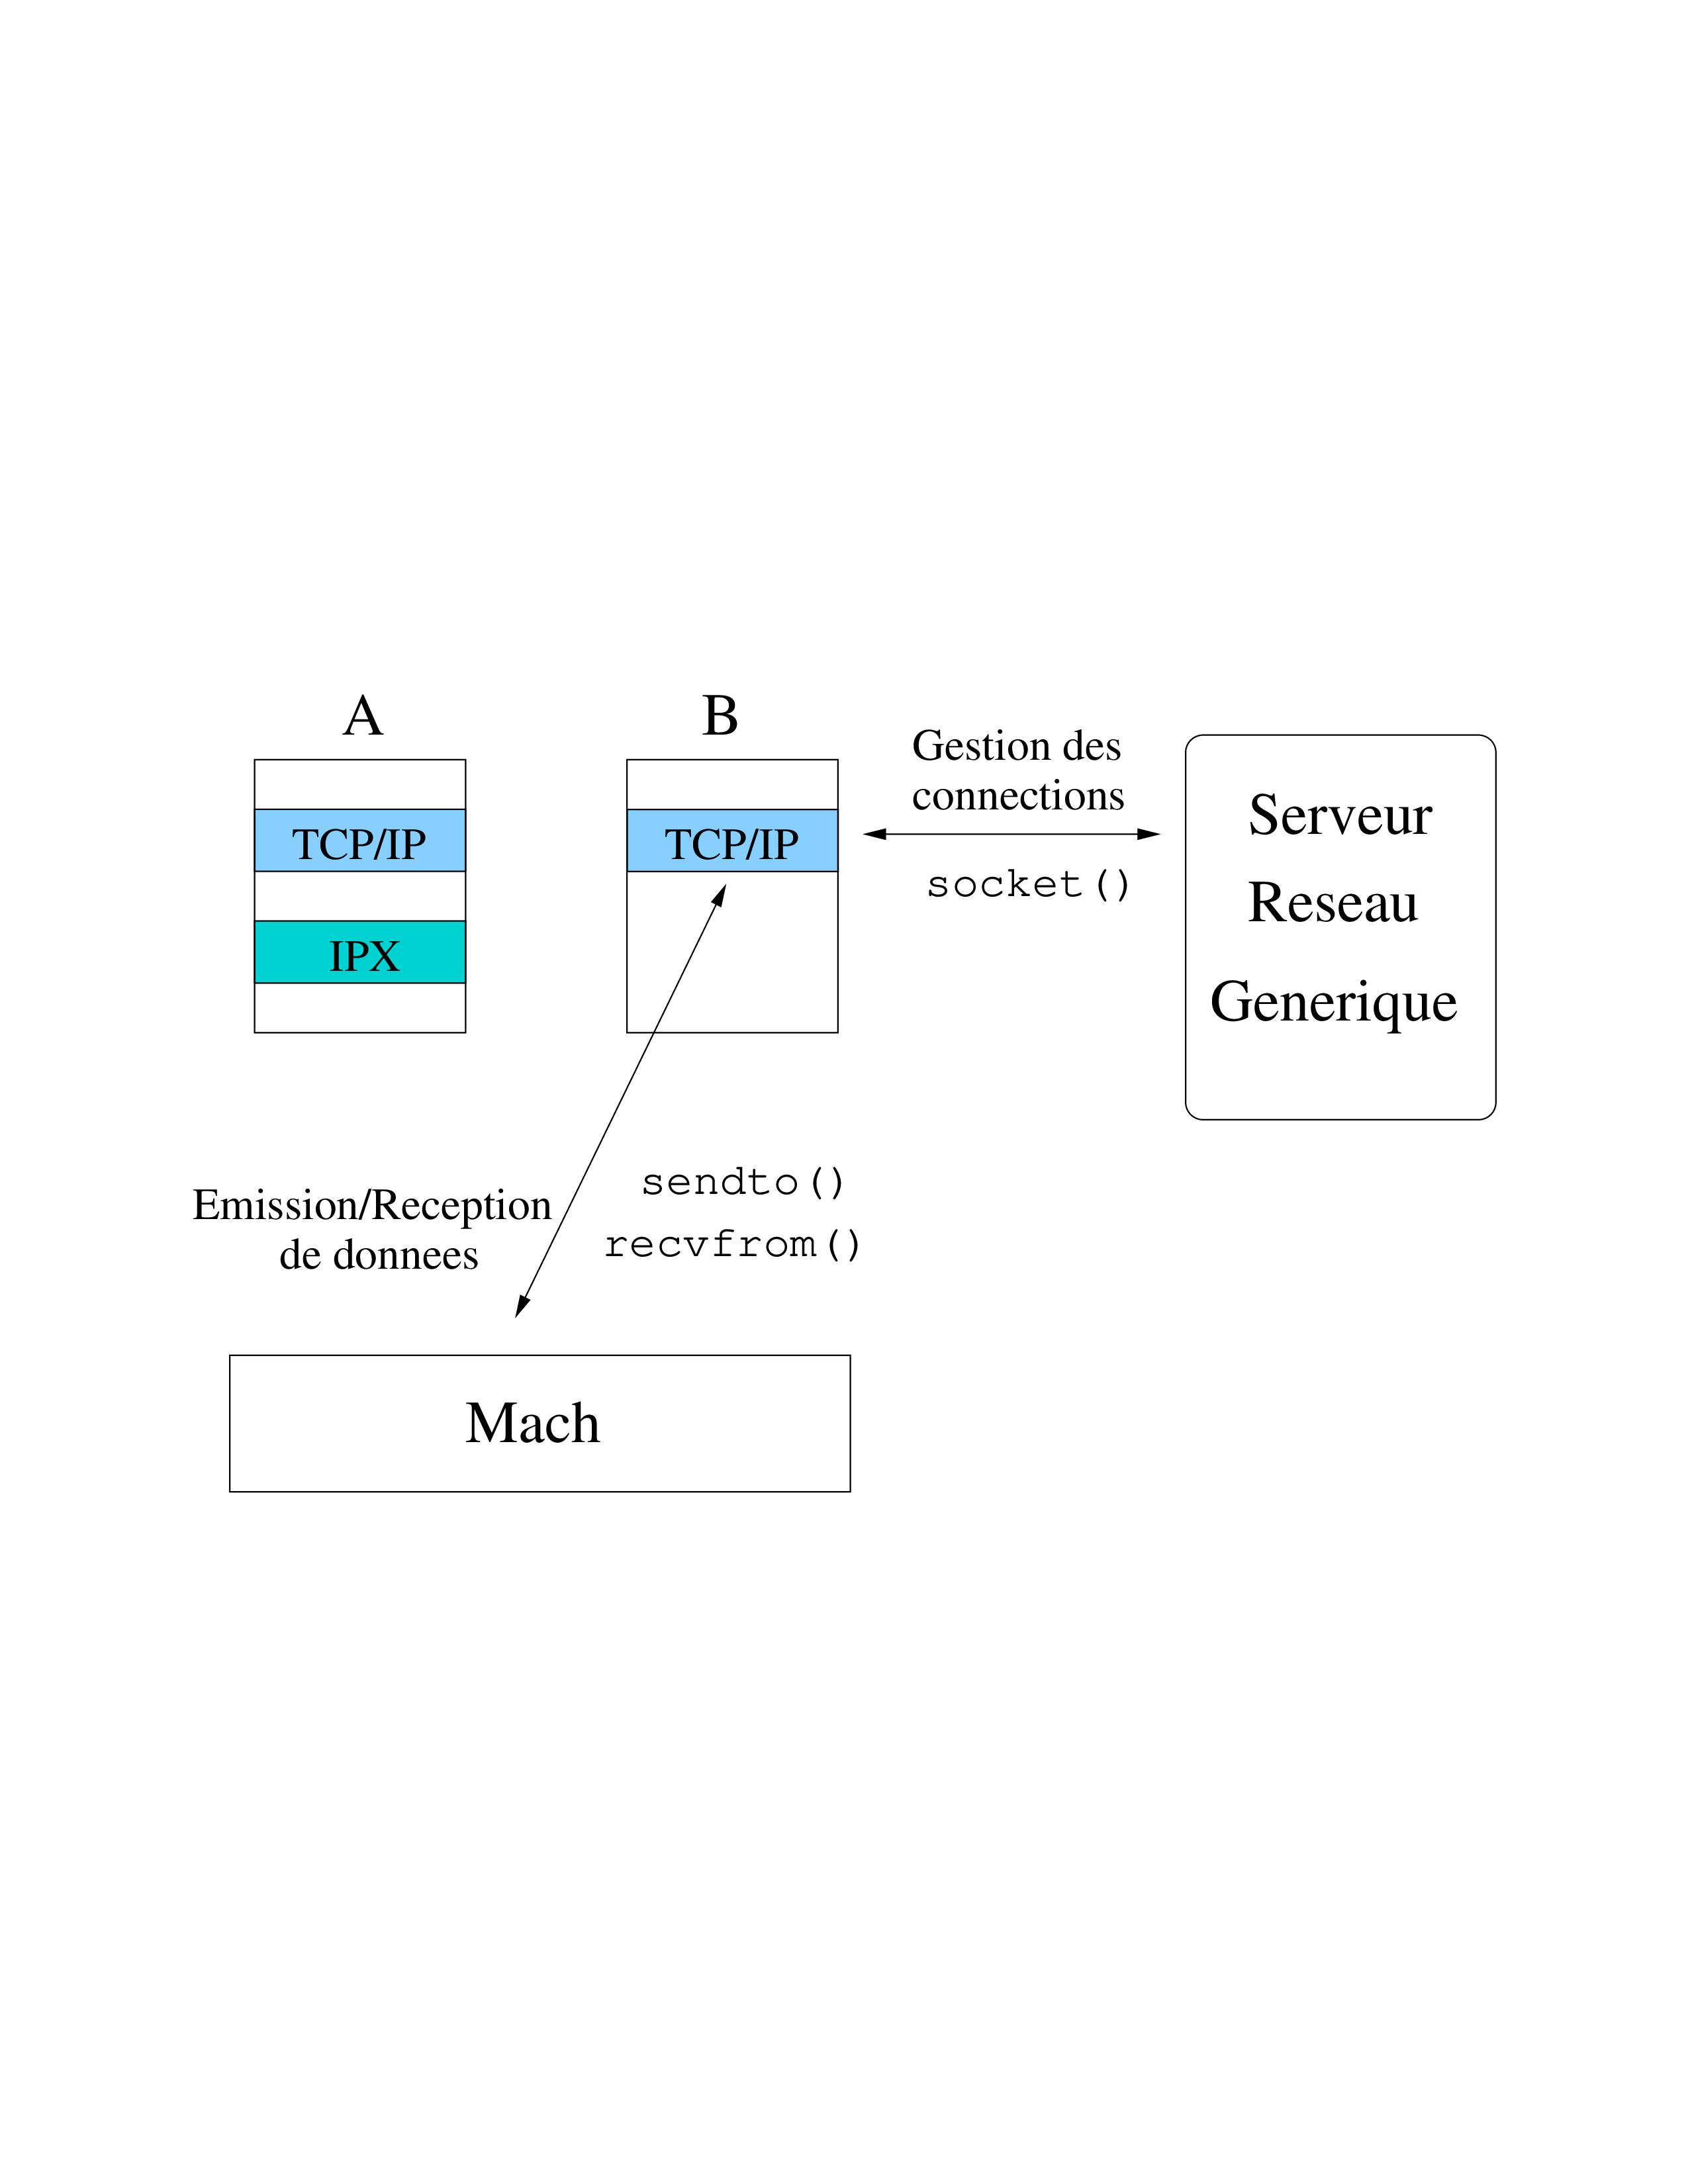 A
B
Gestion des
connections
socket()
TCP/IP
TCP/IP
IPX
Serveur
Reseau
Generique
Emission/Reception
de donnees
sendto()
recvfrom()
Mach